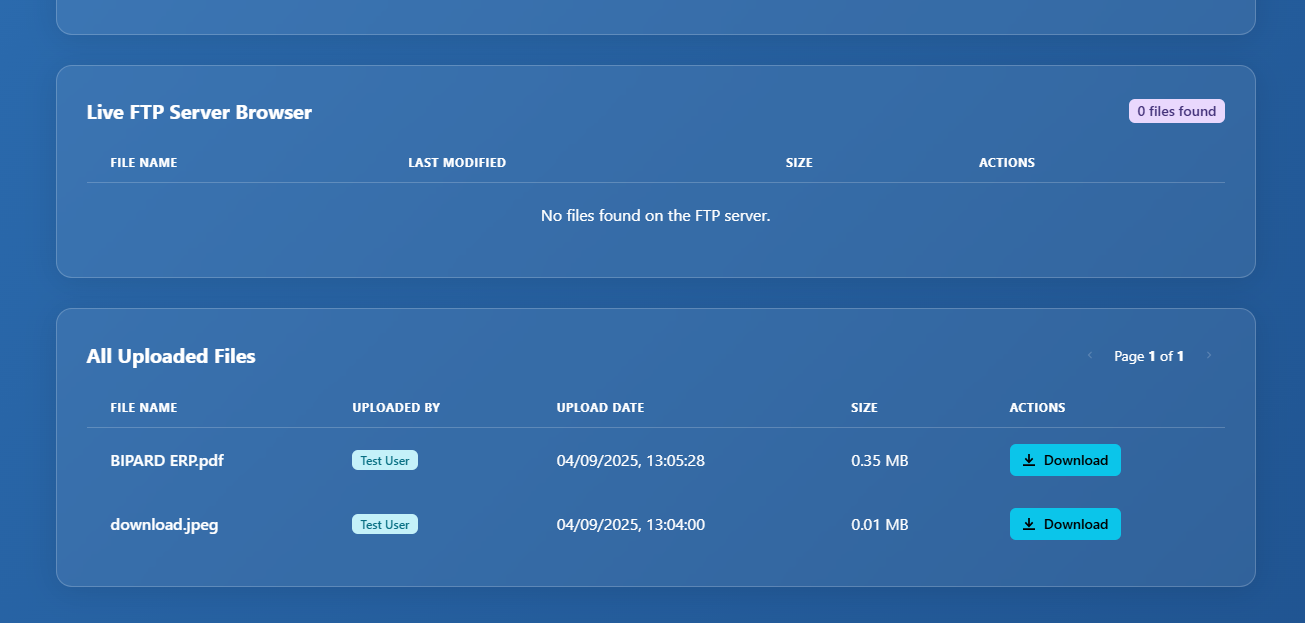 Live FTP Server Browser 0 files found
FILE NAME LAST MODIFIED SIZE ACTIONS
No files found on the FTP server.
All Uploaded Files Page 1 of 1
FILE NAME UPLOADED BY UPLOAD DATE SIZE ACTIONS
BIPARD ERP.pdf Test User 04/09/2025, 13:05:28 0.35 MB Download
download.jpeg Test User 04/09/2025, 13:04:00 0.01 MB Download